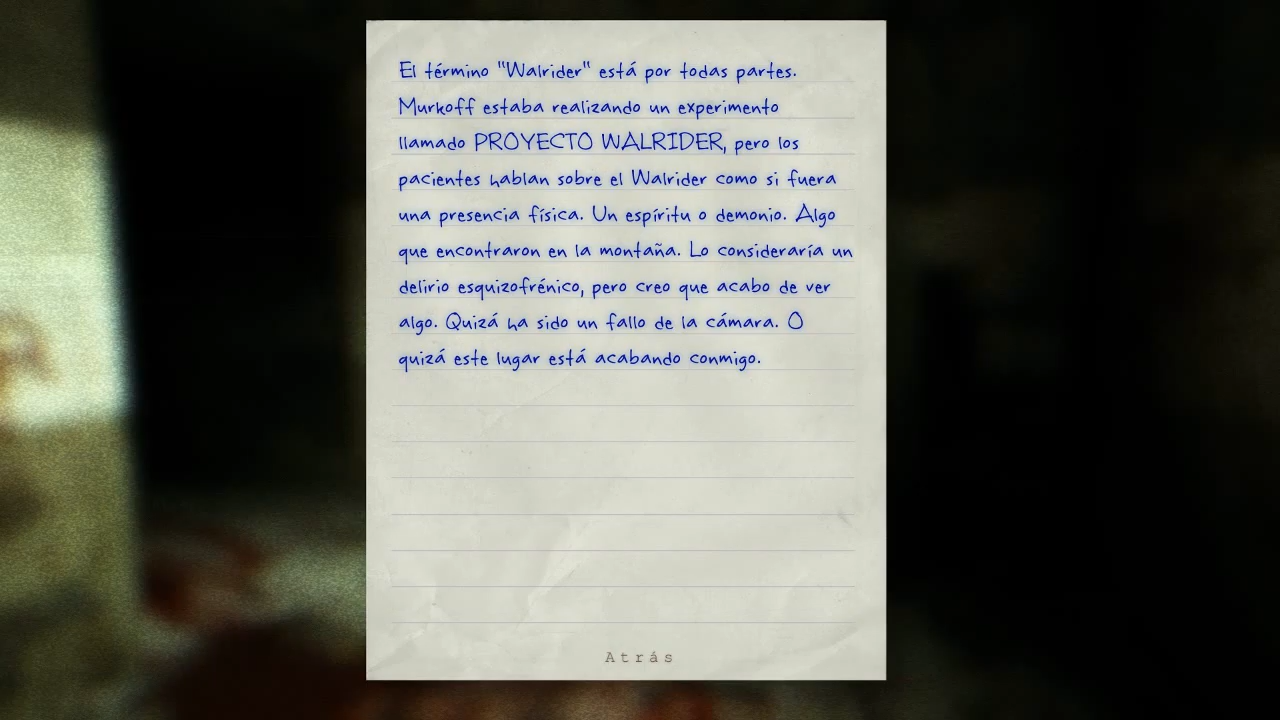 El término "Walrider" está por todas partes.
Murkoff estaba realizando un experimento
llamado PROYECTO WALRIDER, pero los
pacientes hablan sobre el Walrider como si fuera
una presencia física. Un espíritu o demonio. Algo
que encontraron en la montaña. Lo consideraría un
delirio esquizofrénico, pero creo que acabo de ver
algo. Quizá ha sido un fallo de la cámara. O
quizá este lugar está acabando conmigo.
Atrás